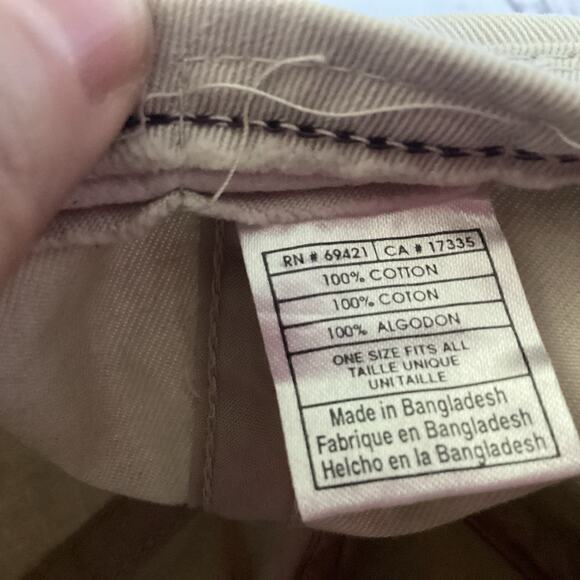 RN # 69421 CA # 17335
100% COTTON
100% COTON
100% ALGODON
ONE SIZE FITS ALL
TAILLE UNIQUE
UNITAILLE
Made in Bangladesh
Fabrique en Bangladesh
Helcho en la Bangladesh